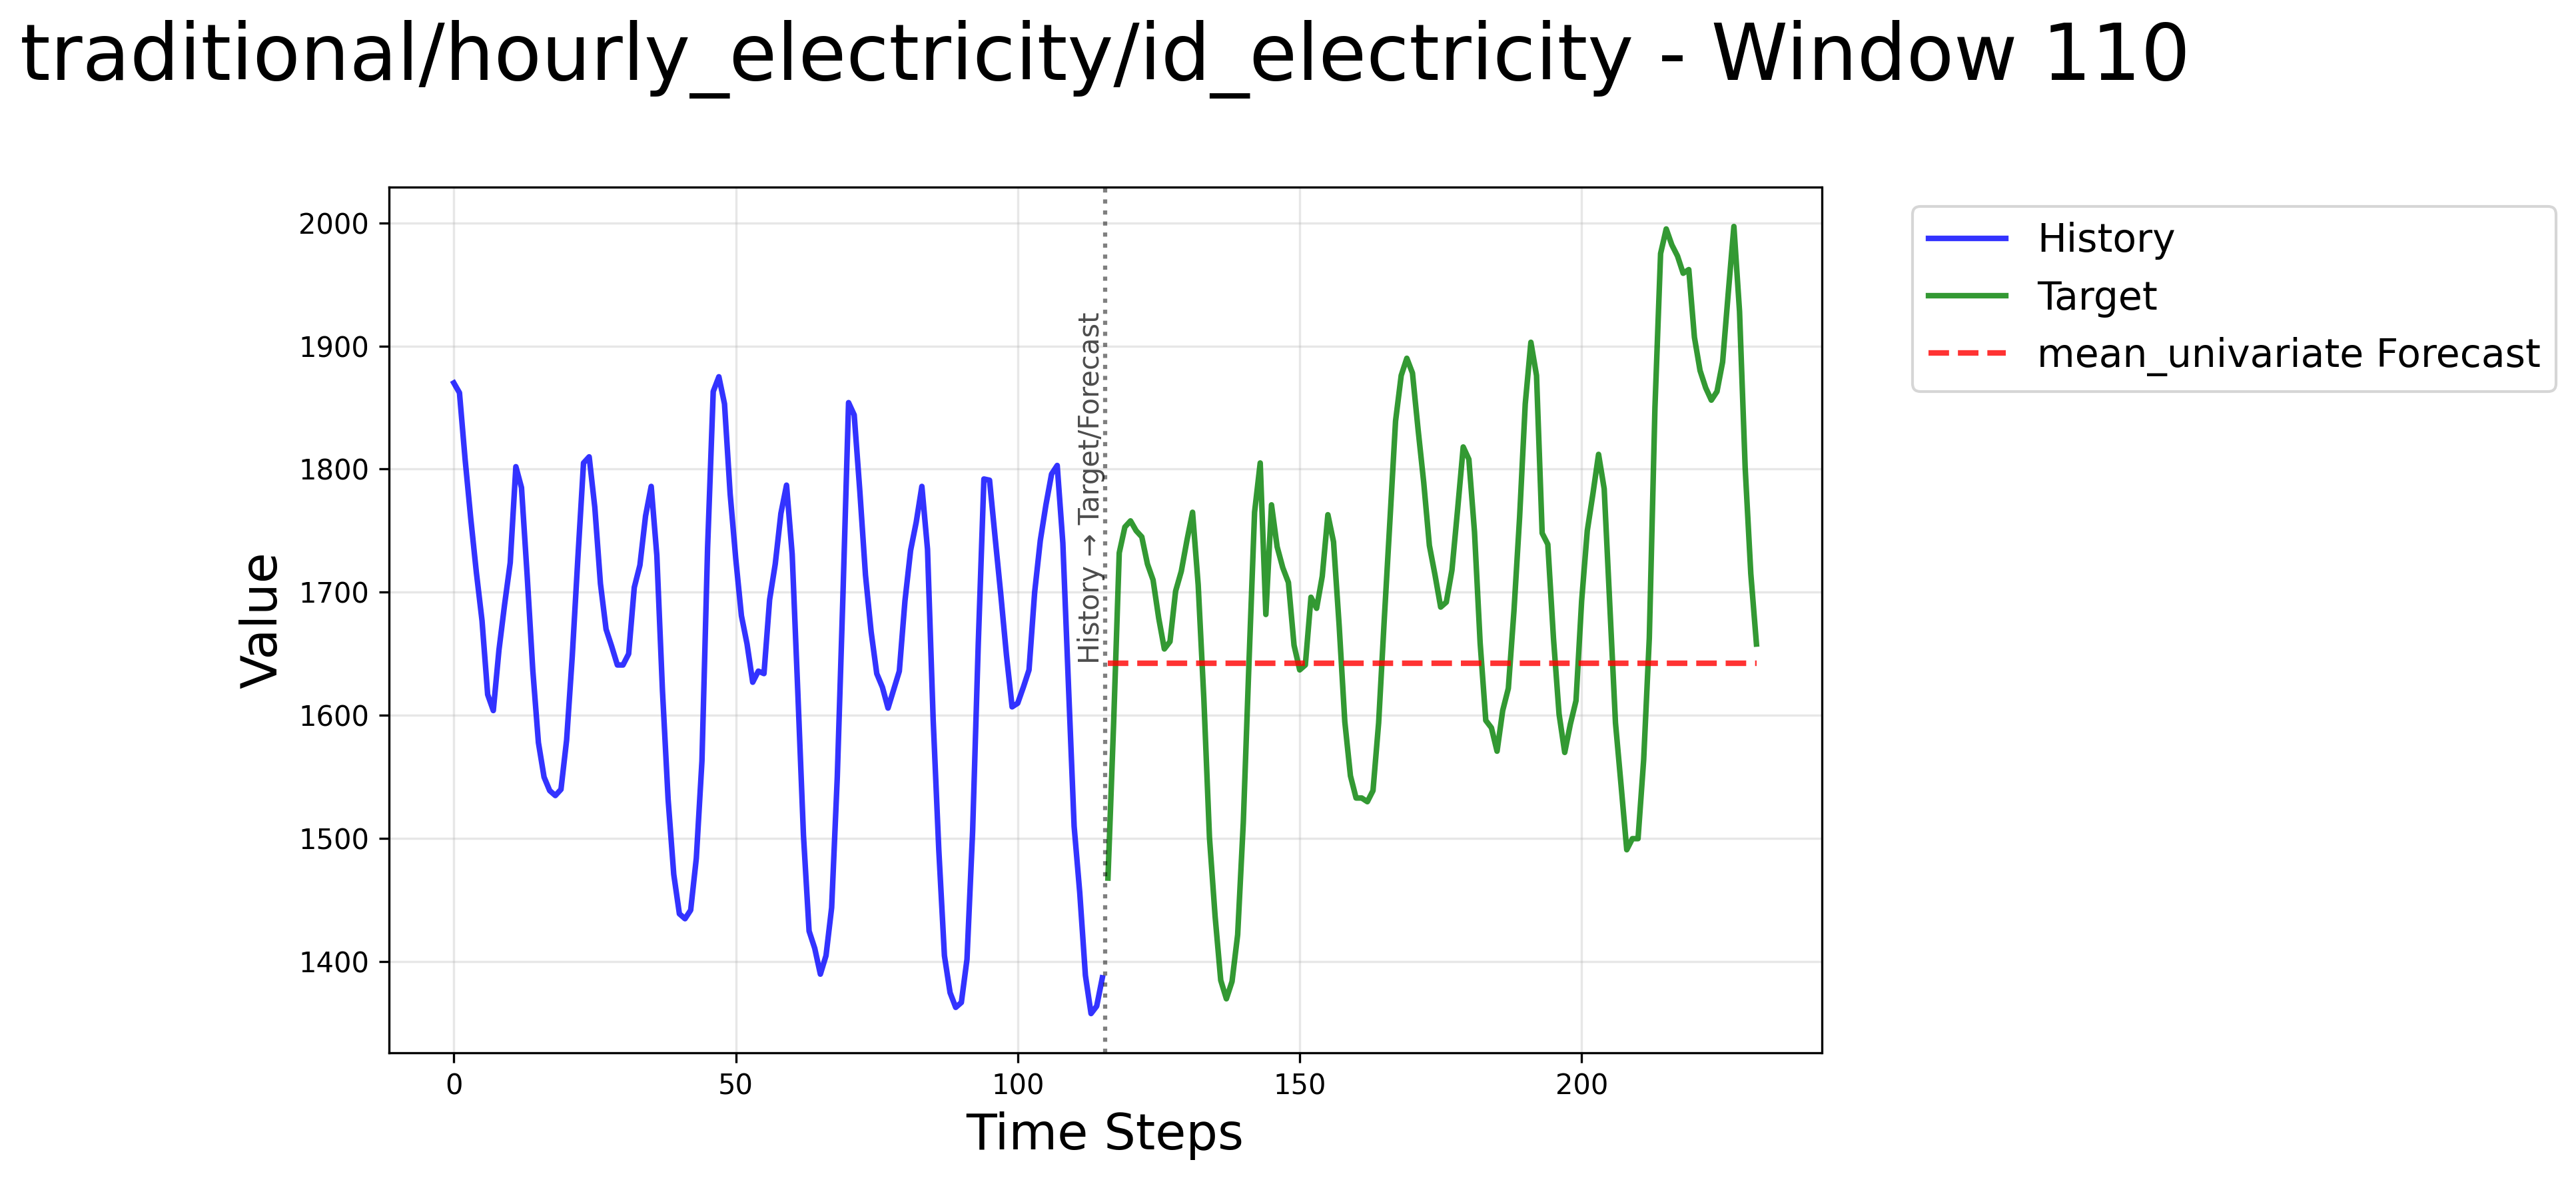 traditional/hourly_electricity/id_electricity - Window 110
History
Target
mean_univariate Forecast
History → Target/Forecast
Value
2000
1900
1800
1700
1600
1500
1400
0
50
100
150
200
Time Steps